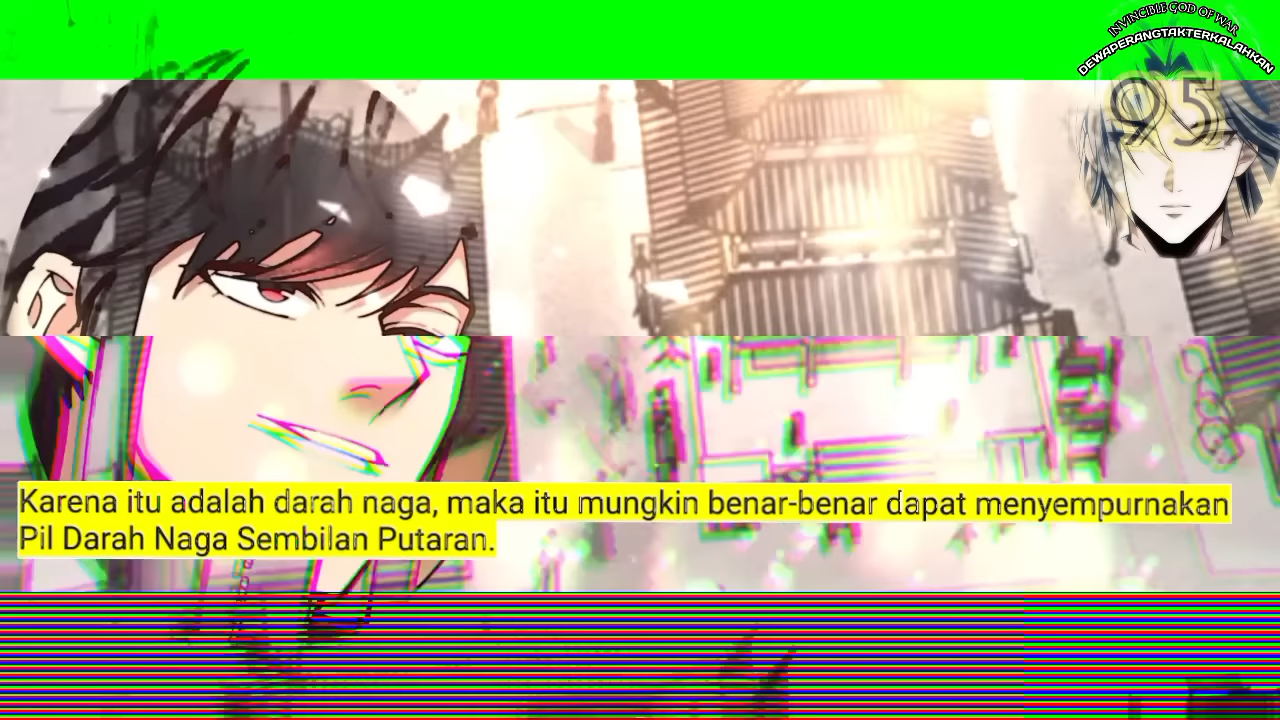 INVINCIBLE GOD OF WAR
DEWAPERANGTAKTERKALAHKAN
95
Karena itu adalah darah naga, maka itu mungkin benar-benar dapat menyempurnakan
Pil Darah Naga Sembilan Putaran.